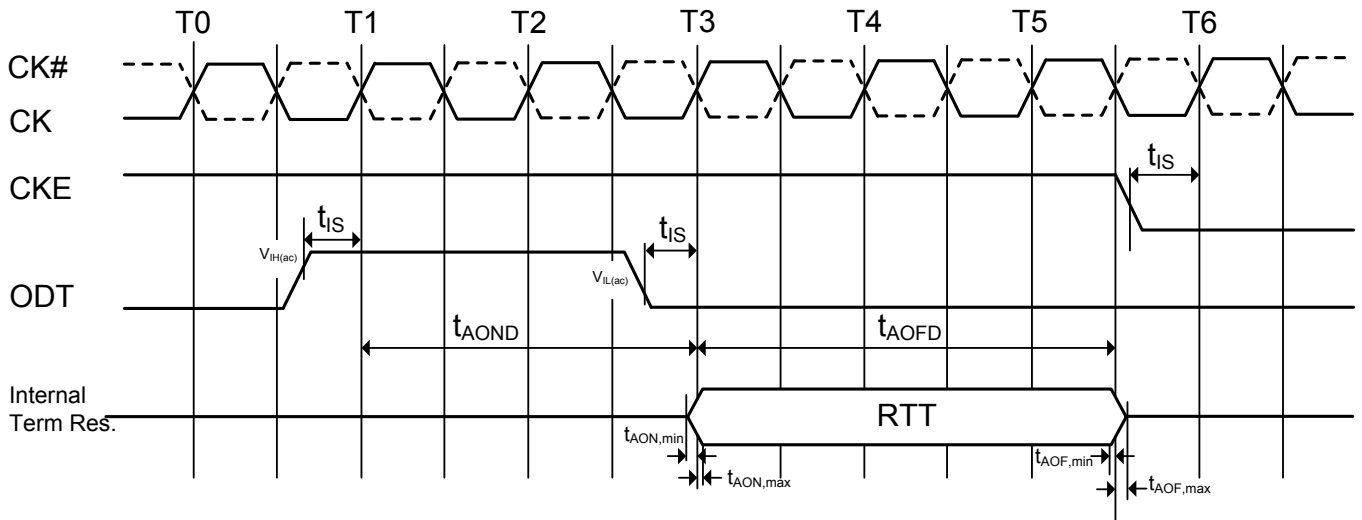 T0 T1 T2 T3 T4 T5 T6
CK#
CK
CKE
tIS
tIS
tIS
VIH(ac)
VIL(ac)
ODT
tAOND
tAOFD
Internal
Term Res.
RTT
tAON,min
tAOF,min
tAON,max
tAOF,max